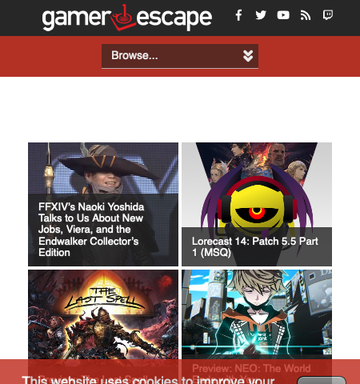 gamer escape
Browse...
FFXIV's Naoki Yoshida
Talks to Us About New
Jobs, Viera, and the
Endwalker Collector's
Edition
Lorecast 14: Patch 5.5 Part
1 (MSQ)
THE
LAST SPELL
Preview: NEO: The World
This website uses cookies to improve your